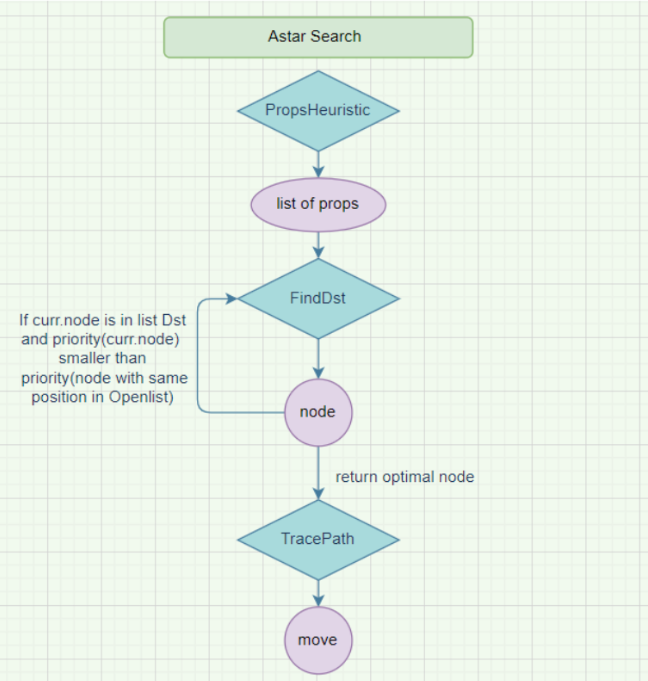 Astar Search
PropsHeuristic
list of props
FindDst
If curr.node is in list Dst
and priority(curr.node)
smaller than
priority(node with same
position in Openlist)
node
return optimal node
TracePath
move